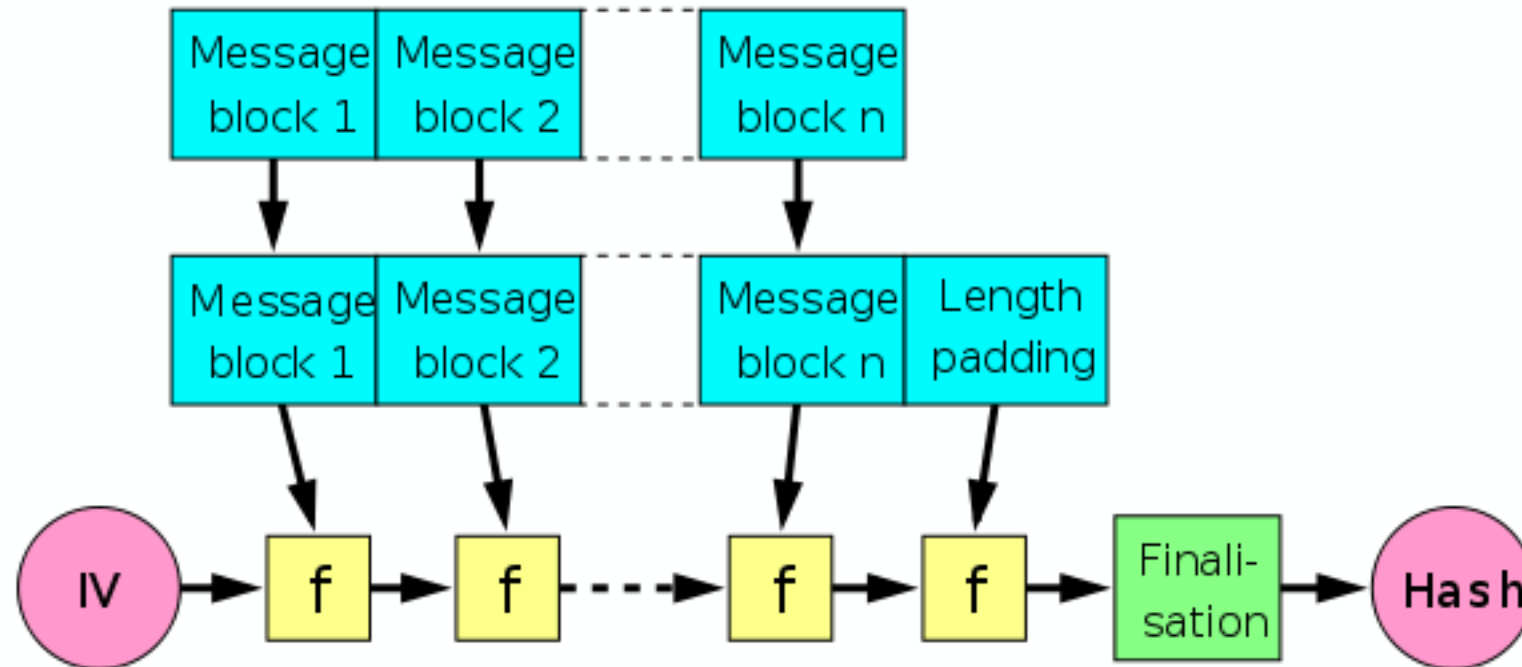 Message
block 1
Message
block 2
Message
block n
Message
block 1
Message
block 2
Message
block n
Length
padding
IV
f
f
f
f
Finali-
sation
Hash